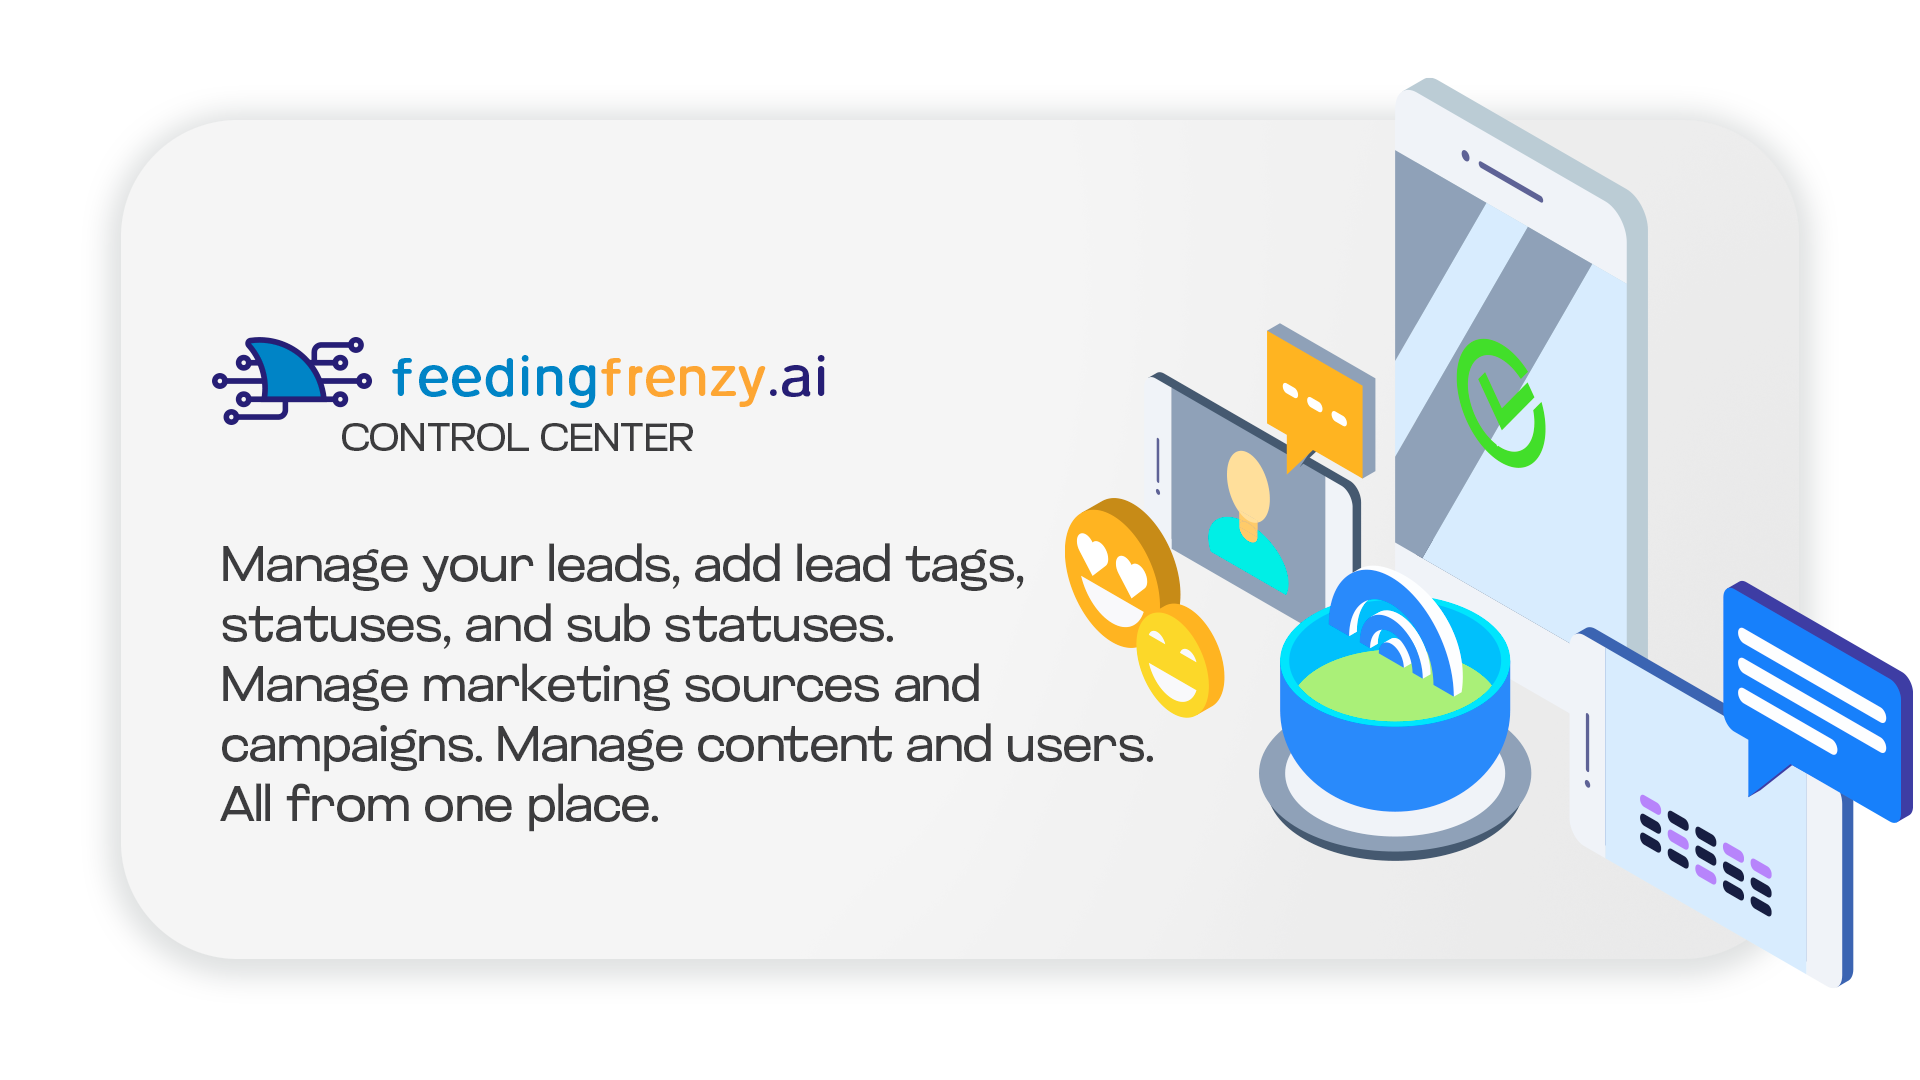 feedingfrenzy.ai
CONTROL CENTER
Manage your leads, add lead tags,
statuses, and sub statuses.
Manage marketing sources and
campaigns. Manage content and users.
All from one place.